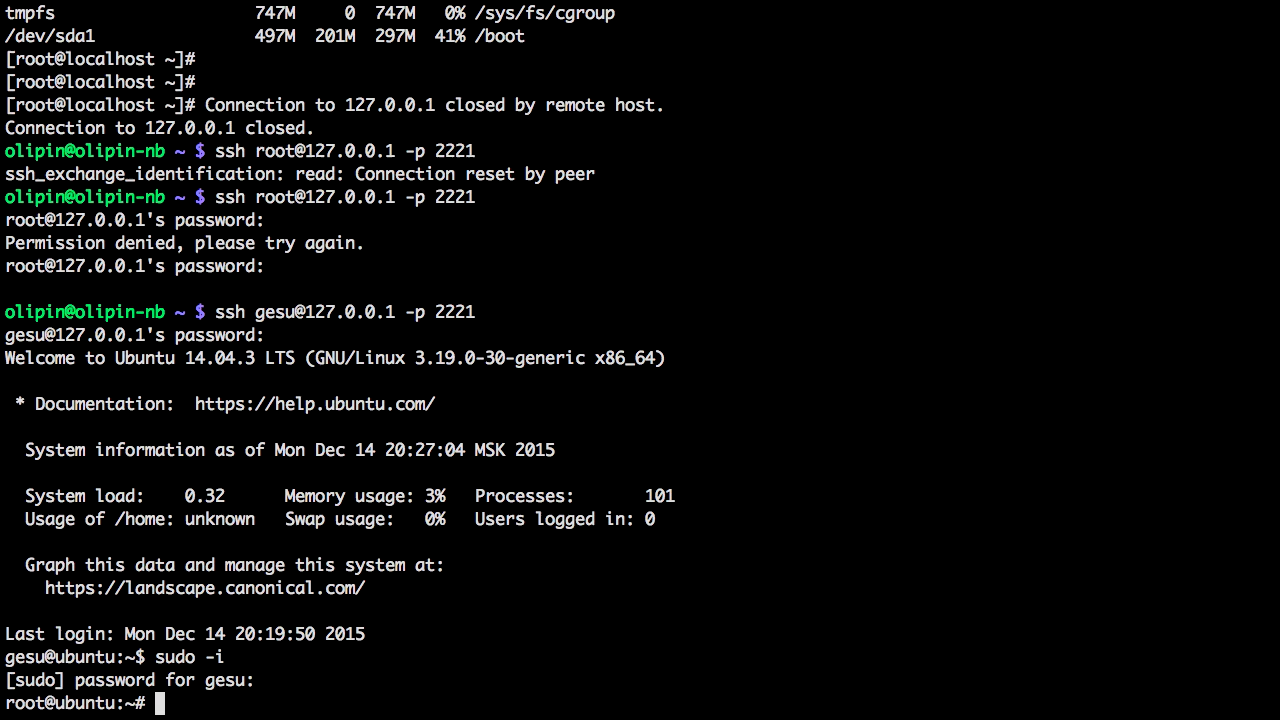 tmpfs                    747M     0  747M   0% /sys/fs/cgroup
/dev/sda1                497M  201M  297M  41% /boot
[root@localhost ~]#
[root@localhost ~]#
[root@localhost ~]# Connection to 127.0.0.1 closed by remote host.
Connection to 127.0.0.1 closed.
olipin@olipin-nb ~ $ ssh root@127.0.0.1 -p 2221
ssh_exchange_identification: read: Connection reset by peer
olipin@olipin-nb ~ $ ssh root@127.0.0.1 -p 2221
root@127.0.0.1's password:
Permission denied, please try again.
root@127.0.0.1's password:

olipin@olipin-nb ~ $ ssh gesu@127.0.0.1 -p 2221
gesu@127.0.0.1's password:
Welcome to Ubuntu 14.04.3 LTS (GNU/Linux 3.19.0-30-generic x86_64)

 * Documentation:  https://help.ubuntu.com/

  System information as of Mon Dec 14 20:27:04 MSK 2015

  System load:    0.32      Memory usage: 3%   Processes:       101
  Usage of /home: unknown   Swap usage:   0%   Users logged in: 0

  Graph this data and manage this system at:
    https://landscape.canonical.com/

Last login: Mon Dec 14 20:19:50 2015
gesu@ubuntu:~$ sudo -i
[sudo] password for gesu:
root@ubuntu:~#